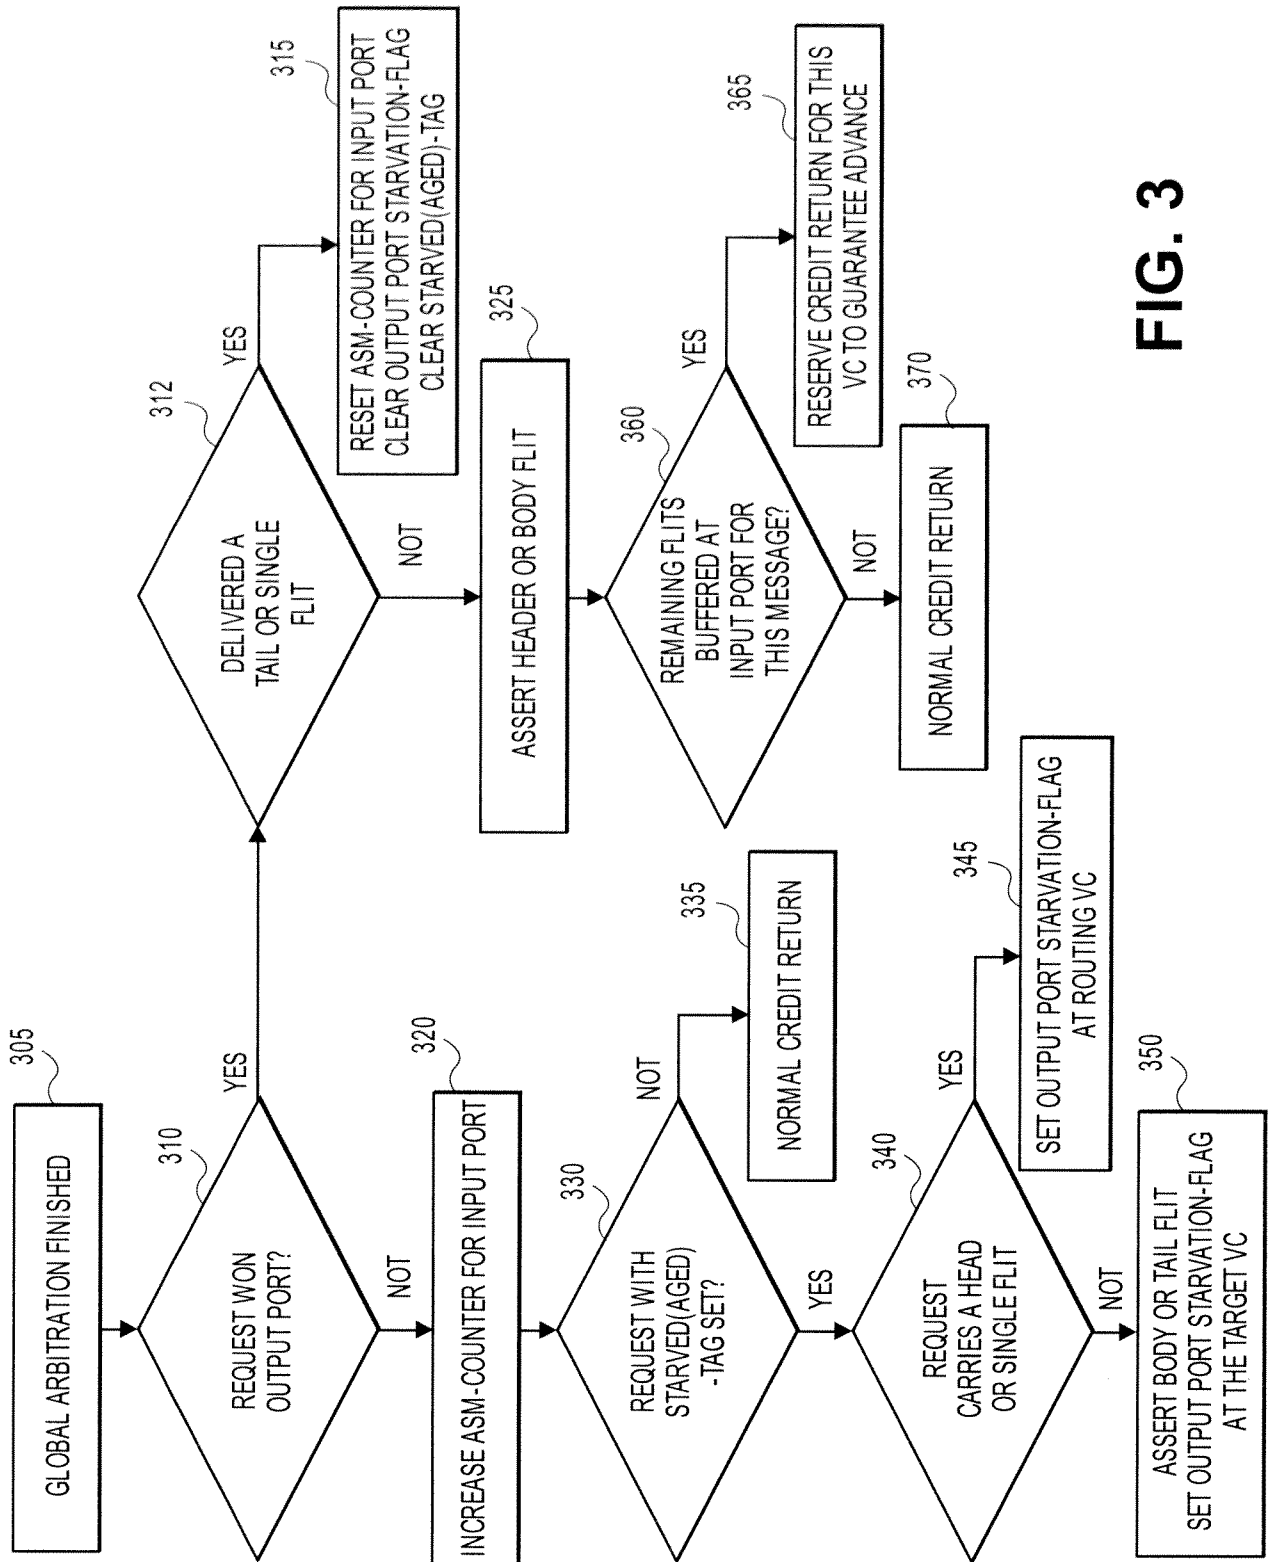 305
GLOBAL ARBITRATION FINISHED
310
REQUEST WON
OUTPUT PORT?
YES
NOT
312
DELIVERED A
TAIL OR SINGLE
FLIT
YES
NOT
315
RESET ASM-COUNTER FOR INPUT PORT
CLEAR OUTPUT PORT STARVATION-FLAG
CLEAR STARVED(AGED)-TAG
320
INCREASE ASM-COUNTER FOR INPUT PORT
325
ASSERT HEADER OR BODY FLIT
330
REQUEST WITH
STARVED(AGED)
-TAG SET?
NOT
YES
335
NORMAL CREDIT RETURN
360
REMAINING FLITS
BUFFERED AT
INPUT PORT FOR
THIS MESSAGE?
YES
NOT
365
RESERVE CREDIT RETURN FOR THIS
VC TO GUARANTEE ADVANCE
370
NORMAL CREDIT RETURN
340
REQUEST
CARRIES A HEAD
OR SINGLE FLIT
YES
NOT
345
SET OUTPUT PORT STARVATION-FLAG
AT ROUTING VC
350
ASSERT BODY OR TAIL FLIT
SET OUTPUT PORT STARVATION-FLAG
AT THE TARGET VC
FIG. 3